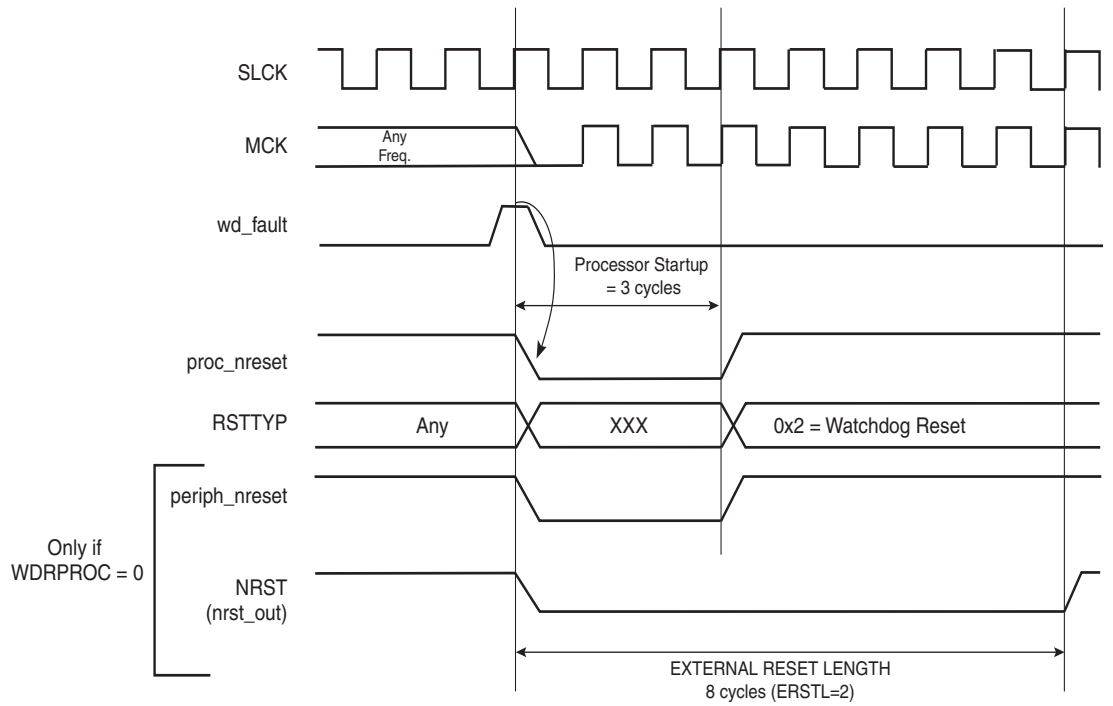 SLCK
MCK
Any
Freq.
wd_fault
Processor Startup
= 3 cycles
proc_nreset
RSTTYP
Any
XXX
0x2 = Watchdog Reset
periph_nreset
Only if
WDRPROC = 0
NRST
(nrst_out)
EXTERNAL RESET LENGTH
8 cycles (ERSTL=2)